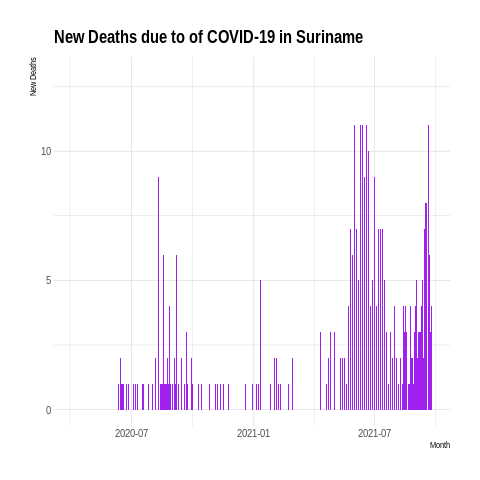 New Deaths due to of COVID-19 in Suriname
New Deaths
10
5
0
2020-07
2021-01
2021-07
Month